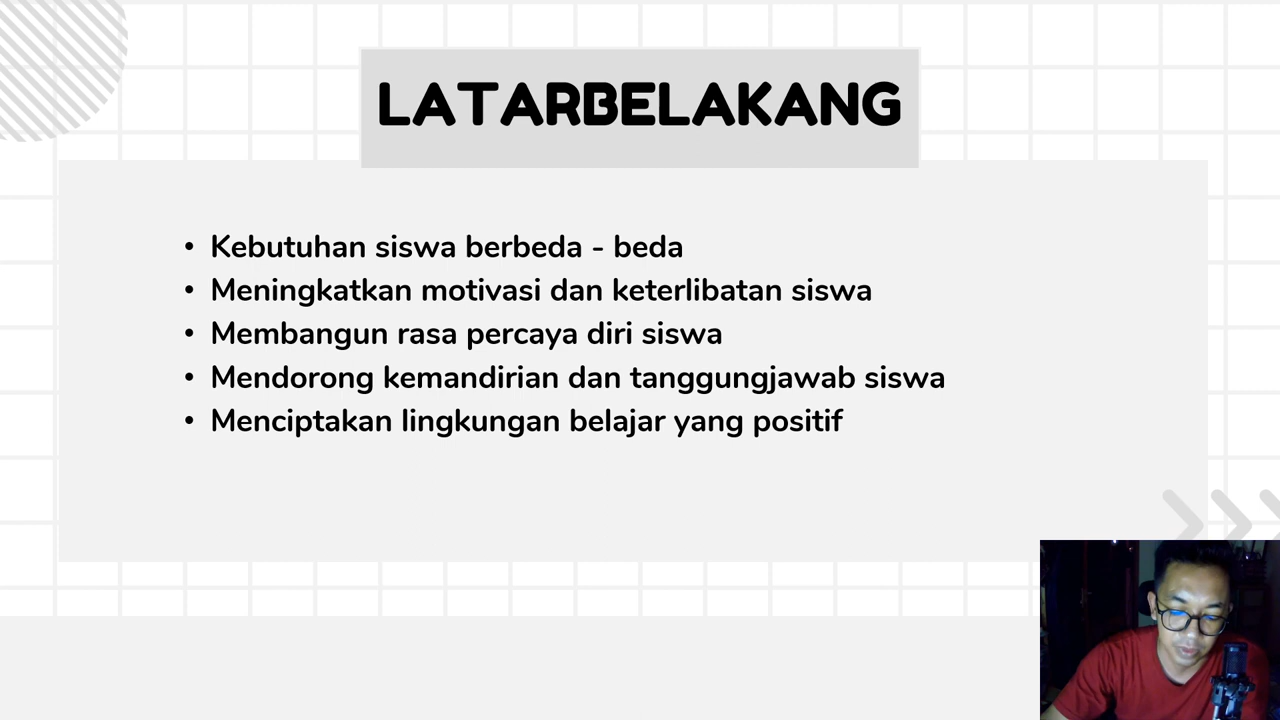 LATARBELAKANG
• Kebutuhan siswa berbeda - beda
• Meningkatkan motivasi dan keterlibatan siswa
• Membangun rasa percaya diri siswa
• Mendorong kemandirian dan tanggungjawab siswa
• Menciptakan lingkungan belajar yang positif